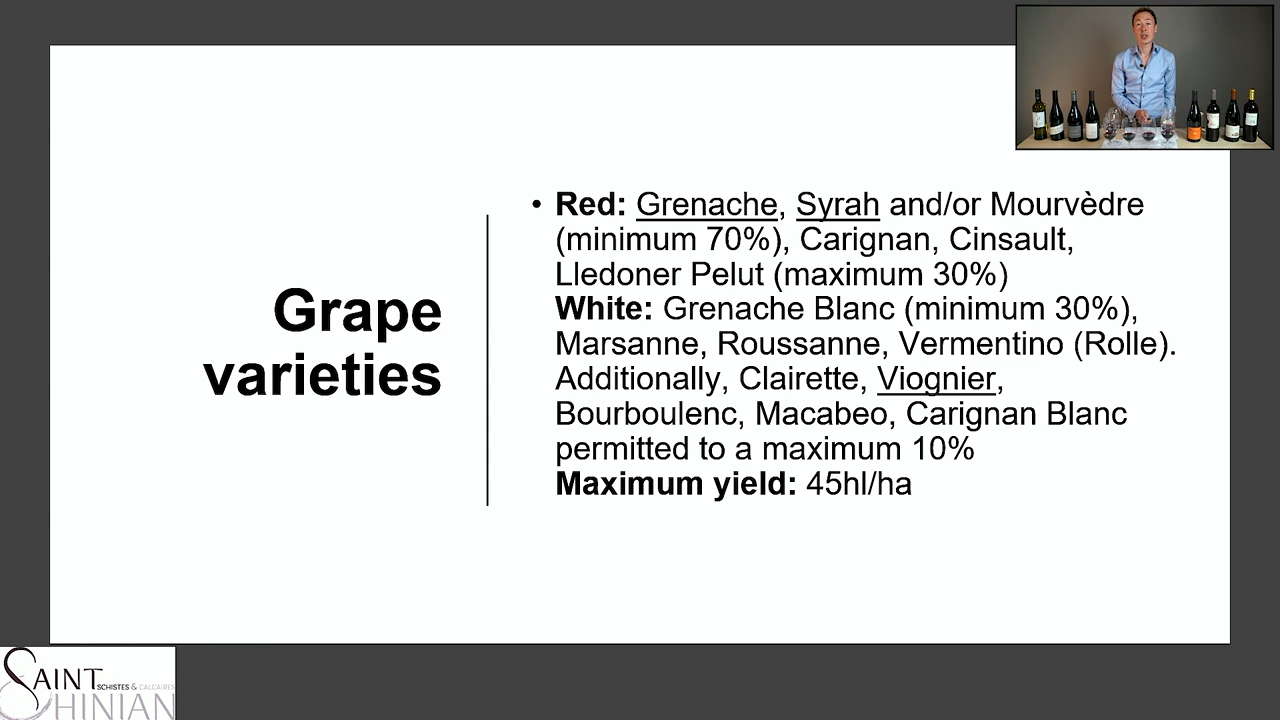 Grape
varieties
• Red: Grenache, Syrah and/or Mourvèdre
(minimum 70%), Carignan, Cinsault,
Lledoner Pelut (maximum 30%)
White: Grenache Blanc (minimum 30%),
Marsanne, Roussanne, Vermentino (Rolle).
Additionally, Clairette, Viognier,
Bourboulenc, Macabeo, Carignan Blanc
permitted to a maximum 10%
Maximum yield: 45hl/ha
SAINT
SCHISTES & CALCAIRES
CHINIAN